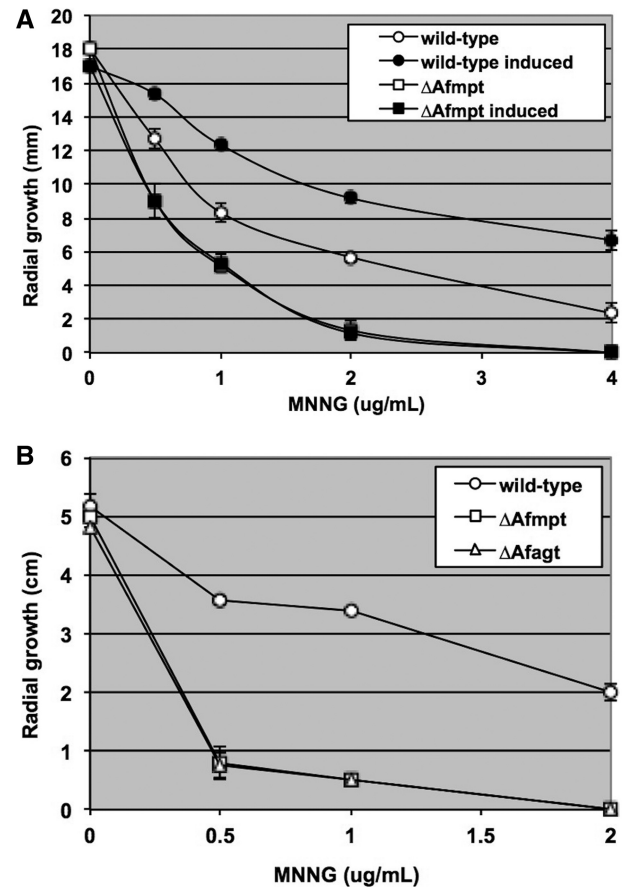 A
20
18
16
14
12
10
8
6
4
2
0
Radial growth (mm)
wild-type
wild-type induced
ΔAfmpt
ΔAfmpt induced
0 1 2 3 4
MNNG (ug/mL)
B
6
5
4
3
2
1
0
Radial growth (cm)
wild-type
ΔAfmpt
ΔAfagt
0 0.5 1 1.5 2
MNNG (ug/mL)